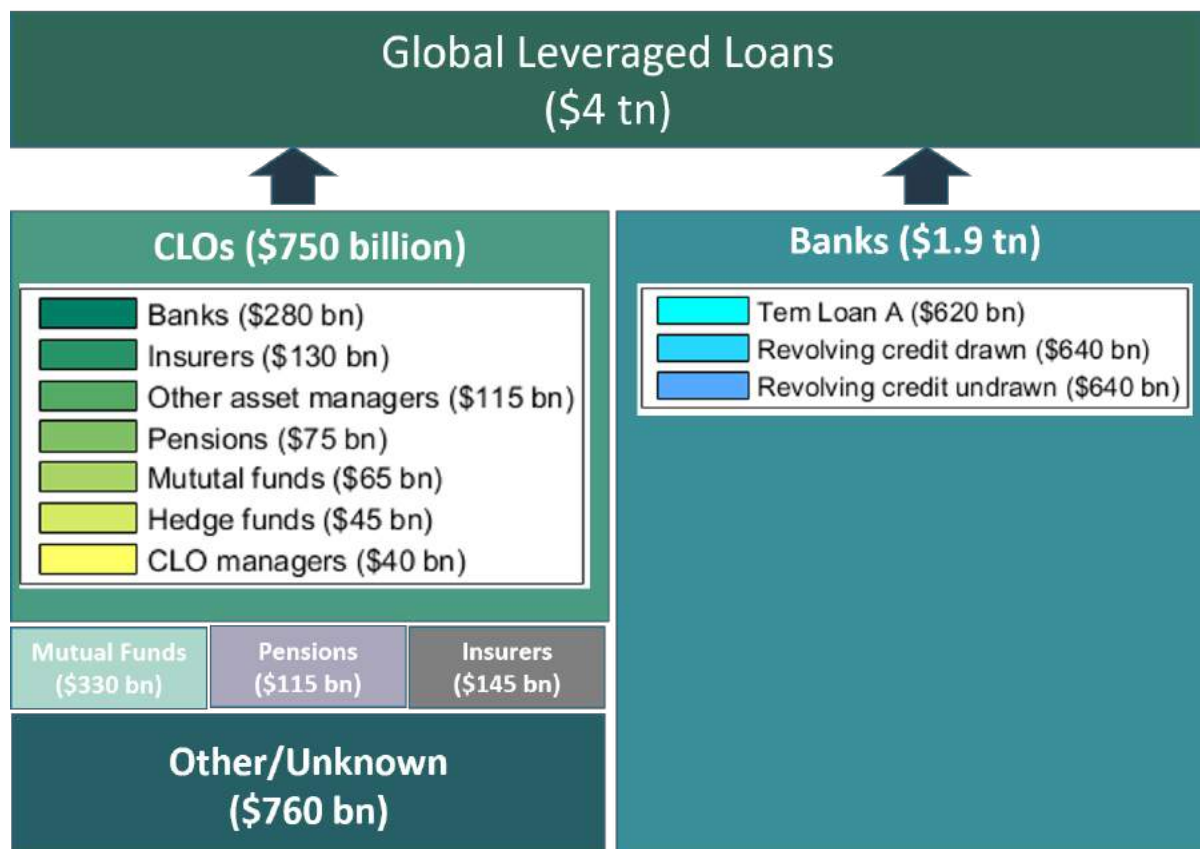 Global Leveraged Loans
($4 tn)
CLOs ($750 billion)
Banks ($280 bn)
Insurers ($130 bn)
Other asset managers ($115 bn)
Pensions ($75 bn)
Mututal funds ($65 bn)
Hedge funds ($45 bn)
CLO managers ($40 bn)
Banks ($1.9 tn)
Tem Loan A ($620 bn)
Revolving credit drawn ($640 bn)
Revolving credit undrawn ($640 bn)
Mutual Funds
($330 bn)
Pensions
($115 bn)
Insurers
($145 bn)
Other/Unknown
($760 bn)